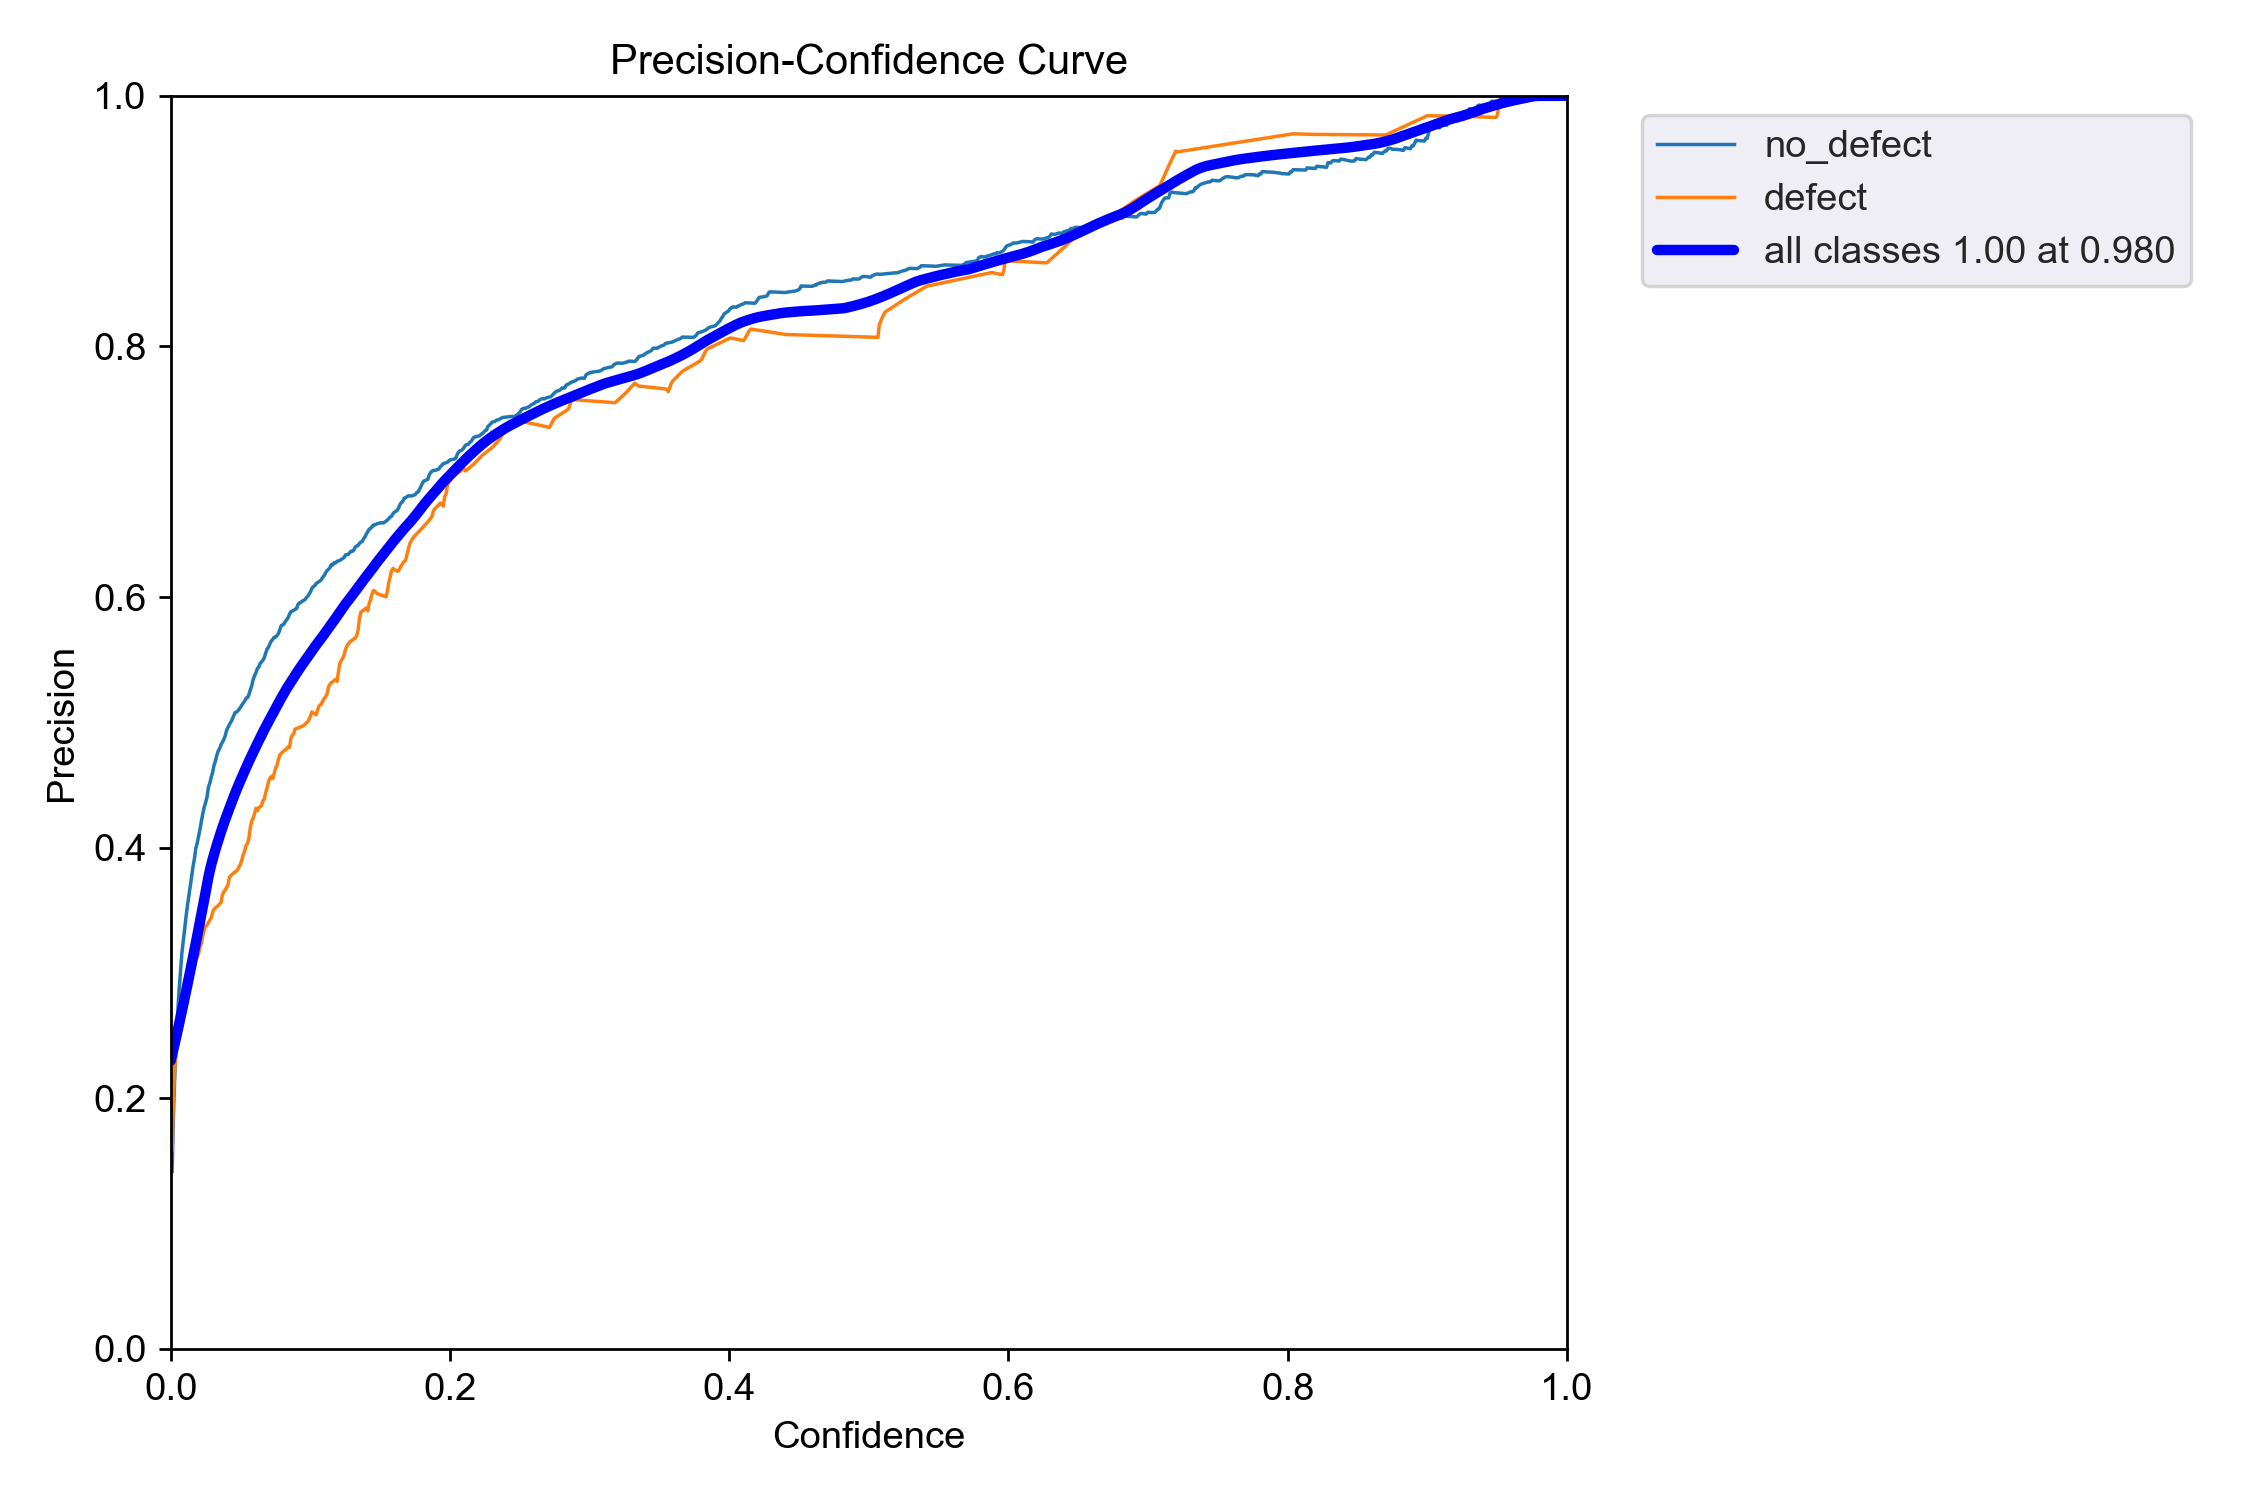 Precision-Confidence Curve
1.0
0.8
0.6
0.4
0.2
0.0
Precision
0.0 0.2 0.4 0.6 0.8 1.0
Confidence
no_defect
defect
all classes 1.00 at 0.980